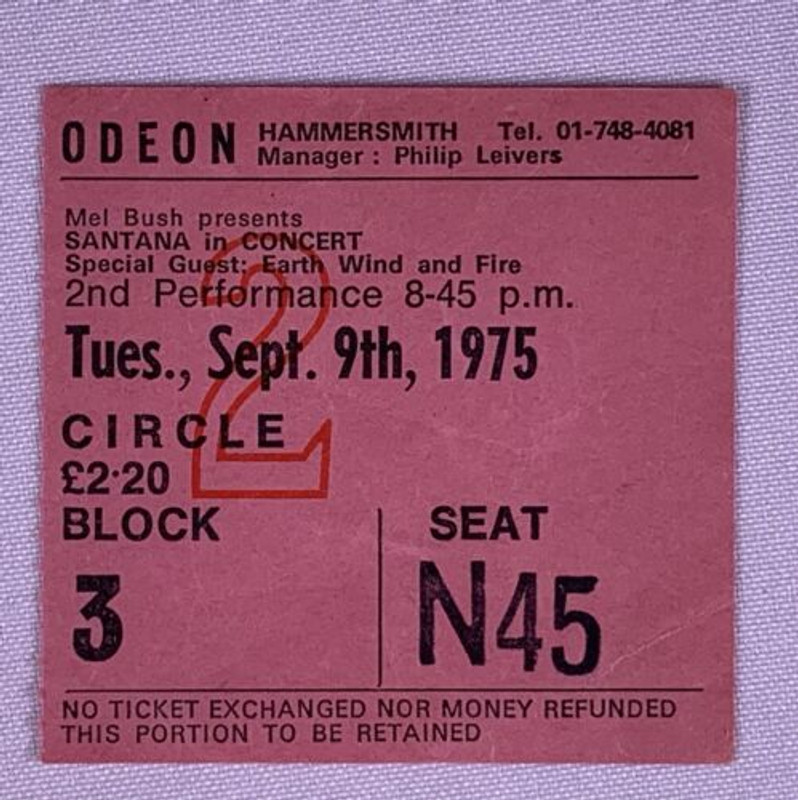 ODEON HAMMERSMITH Tel. 01-748-4081
Manager : Philip Leivers
Mel Bush presents
SANTANA in CONCERT
Special Guest: Earth Wind and Fire
2nd Performance 8-45 p.m.
Tues., Sept. 9th, 1975
2
CIRCLE
£2·20
BLOCK SEAT
3 N45
NO TICKET EXCHANGED NOR MONEY REFUNDED
THIS PORTION TO BE RETAINED